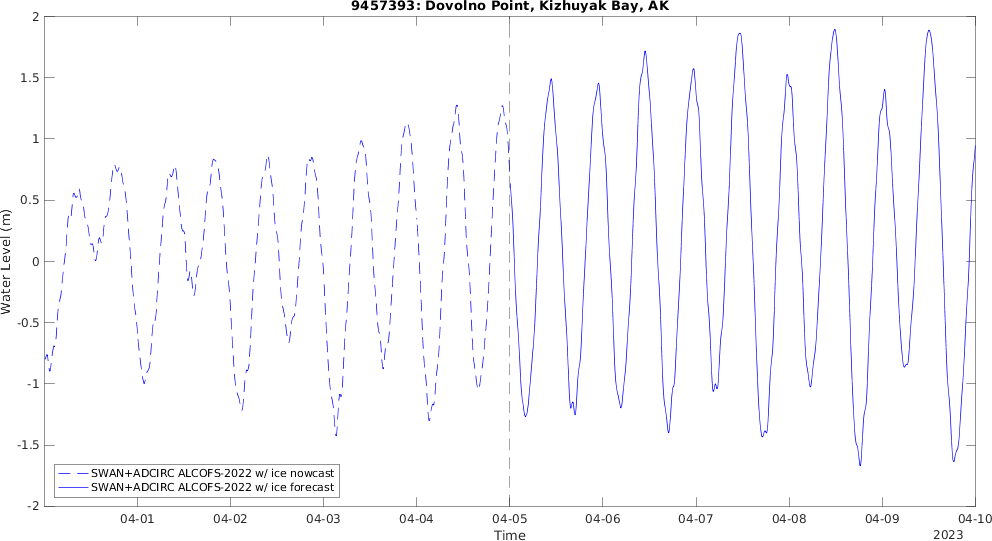 9457393: Dovolno Point, Kizhuyak Bay, AK
2
1.5
1
0.5
0
-0.5
-1
-1.5
-2
Water Level (m)
SWAN+ADCIRC ALCOFS-2022 w/ ice nowcast
SWAN+ADCIRC ALCOFS-2022 w/ ice forecast
04-01 04-02 04-03 04-04 04-05 04-06 04-07 04-08 04-09 04-10
Time
2023